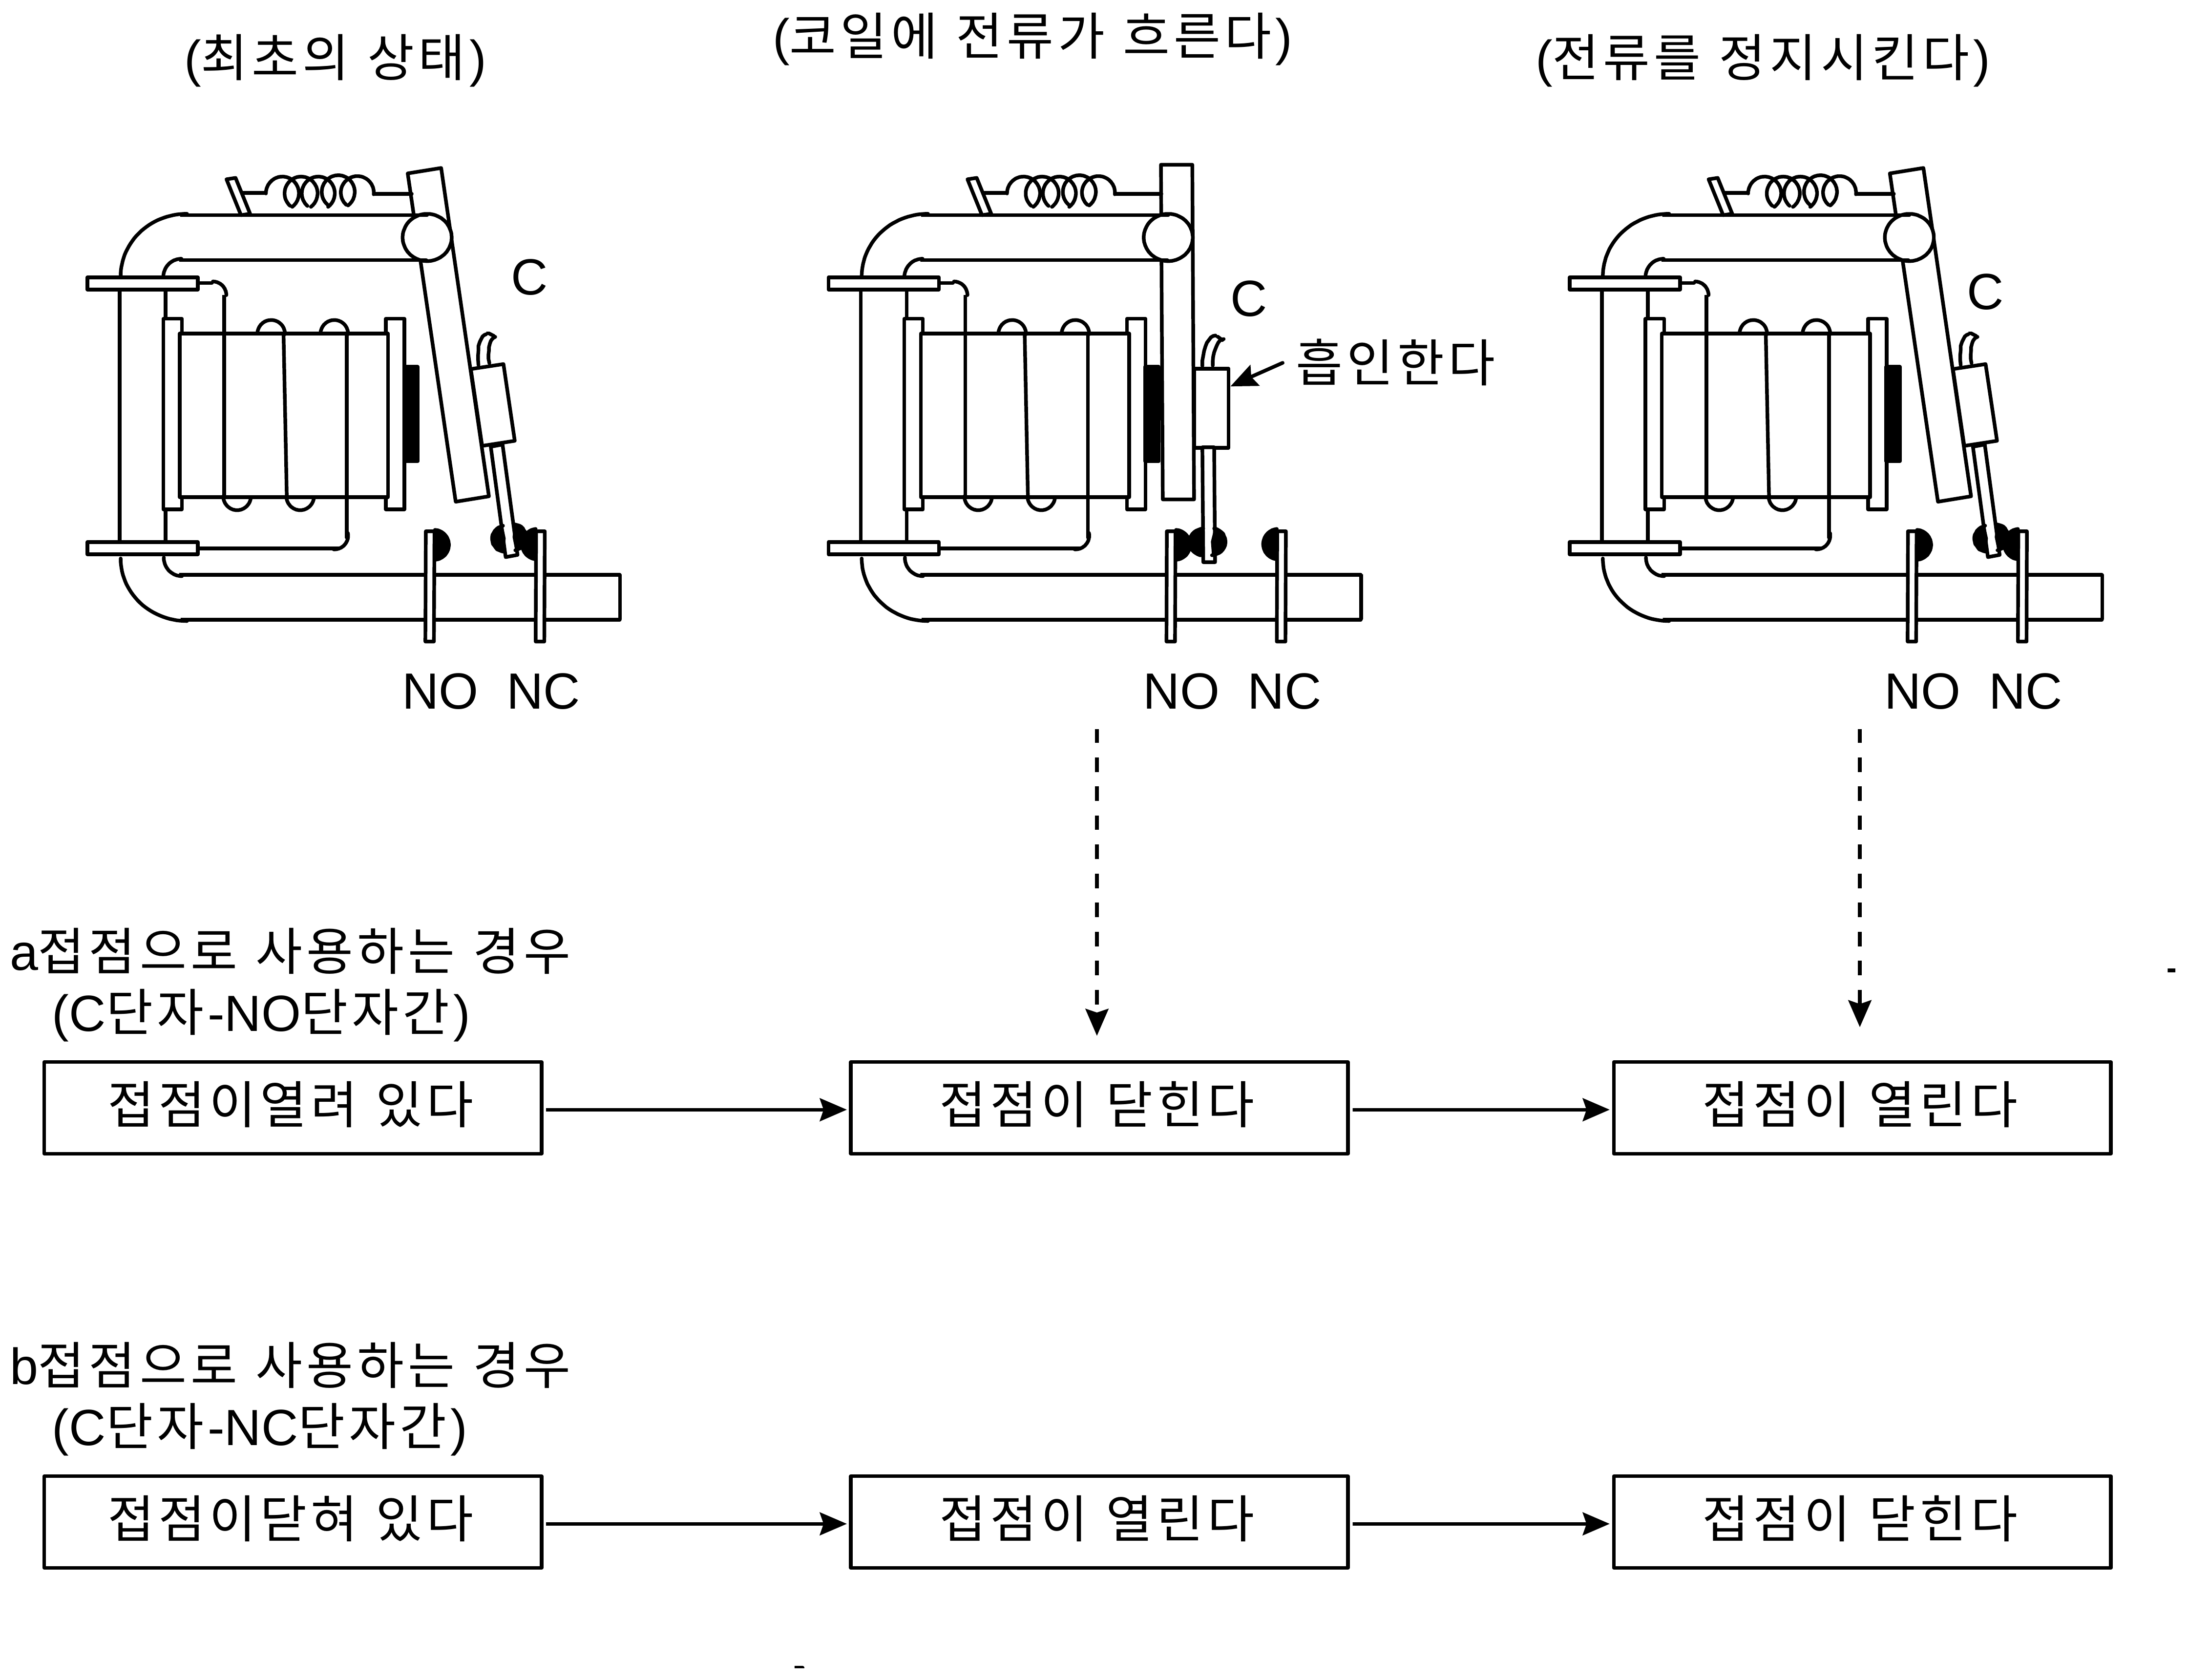 (최초의 상태)
(코일에 전류가 흐른다)
(전류를 정지시킨다)
C
C
C
흡인한다
NO NC
NO NC
NO NC
a접점으로 사용하는 경우
(C단자-NO단자간)
접점이열려 있다
접점이 닫힌다
접점이 열린다
b접점으로 사용하는 경우
(C단자-NC단자간)
접점이닫혀 있다
접점이 열린다
접점이 닫힌다